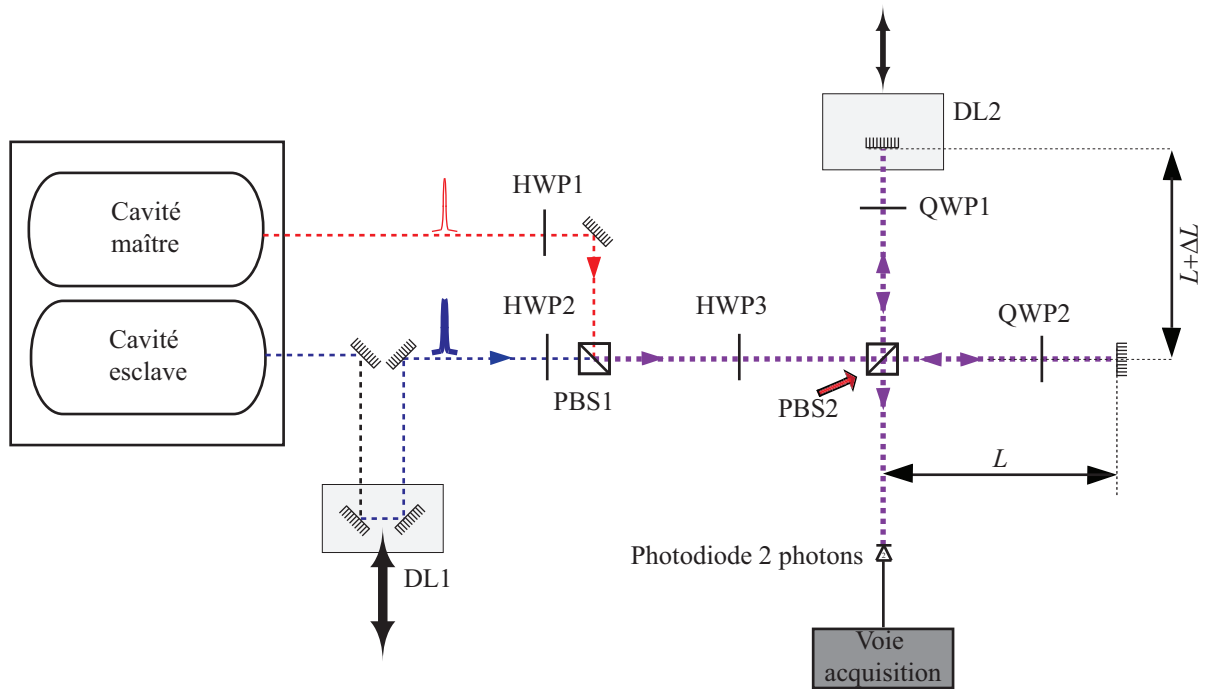 Cavité
maître
Cavité
esclave
HWP1
HWP2
PBS1
DL1
HWP3
DL2
QWP1
QWP2
PBS2
L+ΔL
L
Photodiode 2 photons
Voie
acquisition